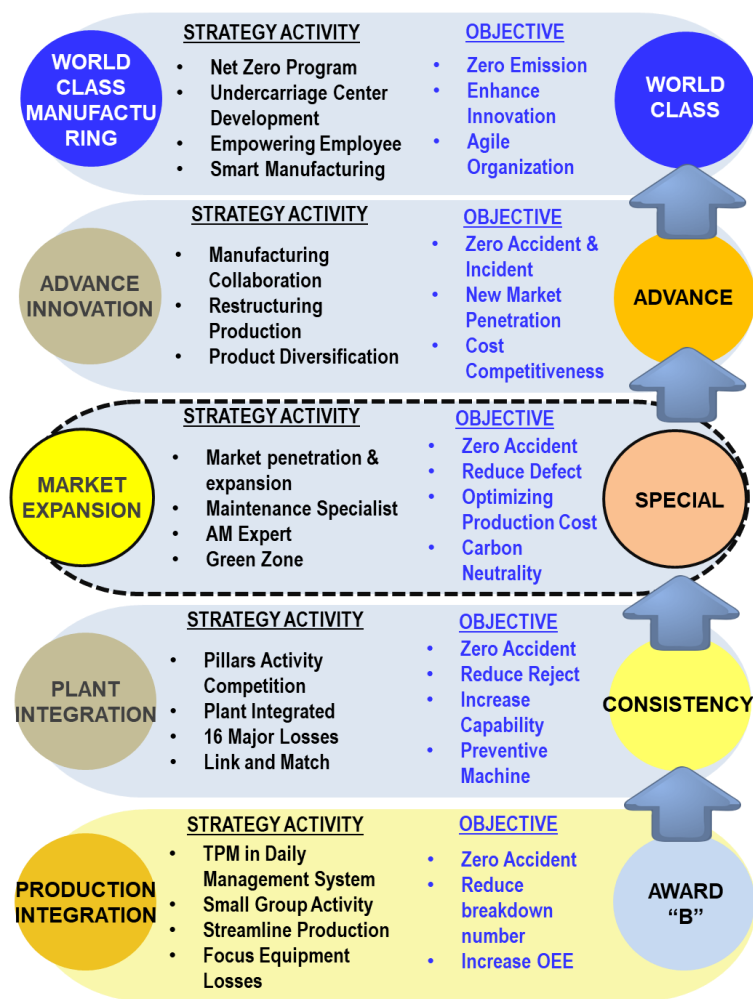 WORLD
CLASS
MANUFACTU
RING
STRATEGY ACTIVITY
• Net Zero Program
• Undercarriage Center
Development
• Empowering Employee
• Smart Manufacturing
OBJECTIVE
• Zero Emission
• Enhance
Innovation
• Agile
Organization
WORLD
CLASS
ADVANCE
INNOVATION
STRATEGY ACTIVITY
• Manufacturing
Collaboration
• Restructuring
Production
• Product Diversification
OBJECTIVE
• Zero Accident &
Incident
• New Market
Penetration
• Cost
Competitiveness
ADVANCE
MARKET
EXPANSION
STRATEGY ACTIVITY
• Market penetration &
expansion
• Maintenance Specialist
• AM Expert
• Green Zone
OBJECTIVE
• Zero Accident
• Reduce Defect
• Optimizing
Production Cost
• Carbon
Neutrality
SPECIAL
PLANT
INTEGRATION
STRATEGY ACTIVITY
• Pillars Activity
Competition
• Plant Integrated
• 16 Major Losses
• Link and Match
OBJECTIVE
• Zero Accident
• Reduce Reject
• Increase
Capability
• Preventive
Machine
CONSISTENCY
PRODUCTION
INTEGRATION
STRATEGY ACTIVITY
• TPM in Daily
Management System
• Small Group Activity
• Streamline Production
• Focus Equipment
Losses
OBJECTIVE
• Zero Accident
• Reduce
breakdown
number
• Increase OEE
AWARD
“B”